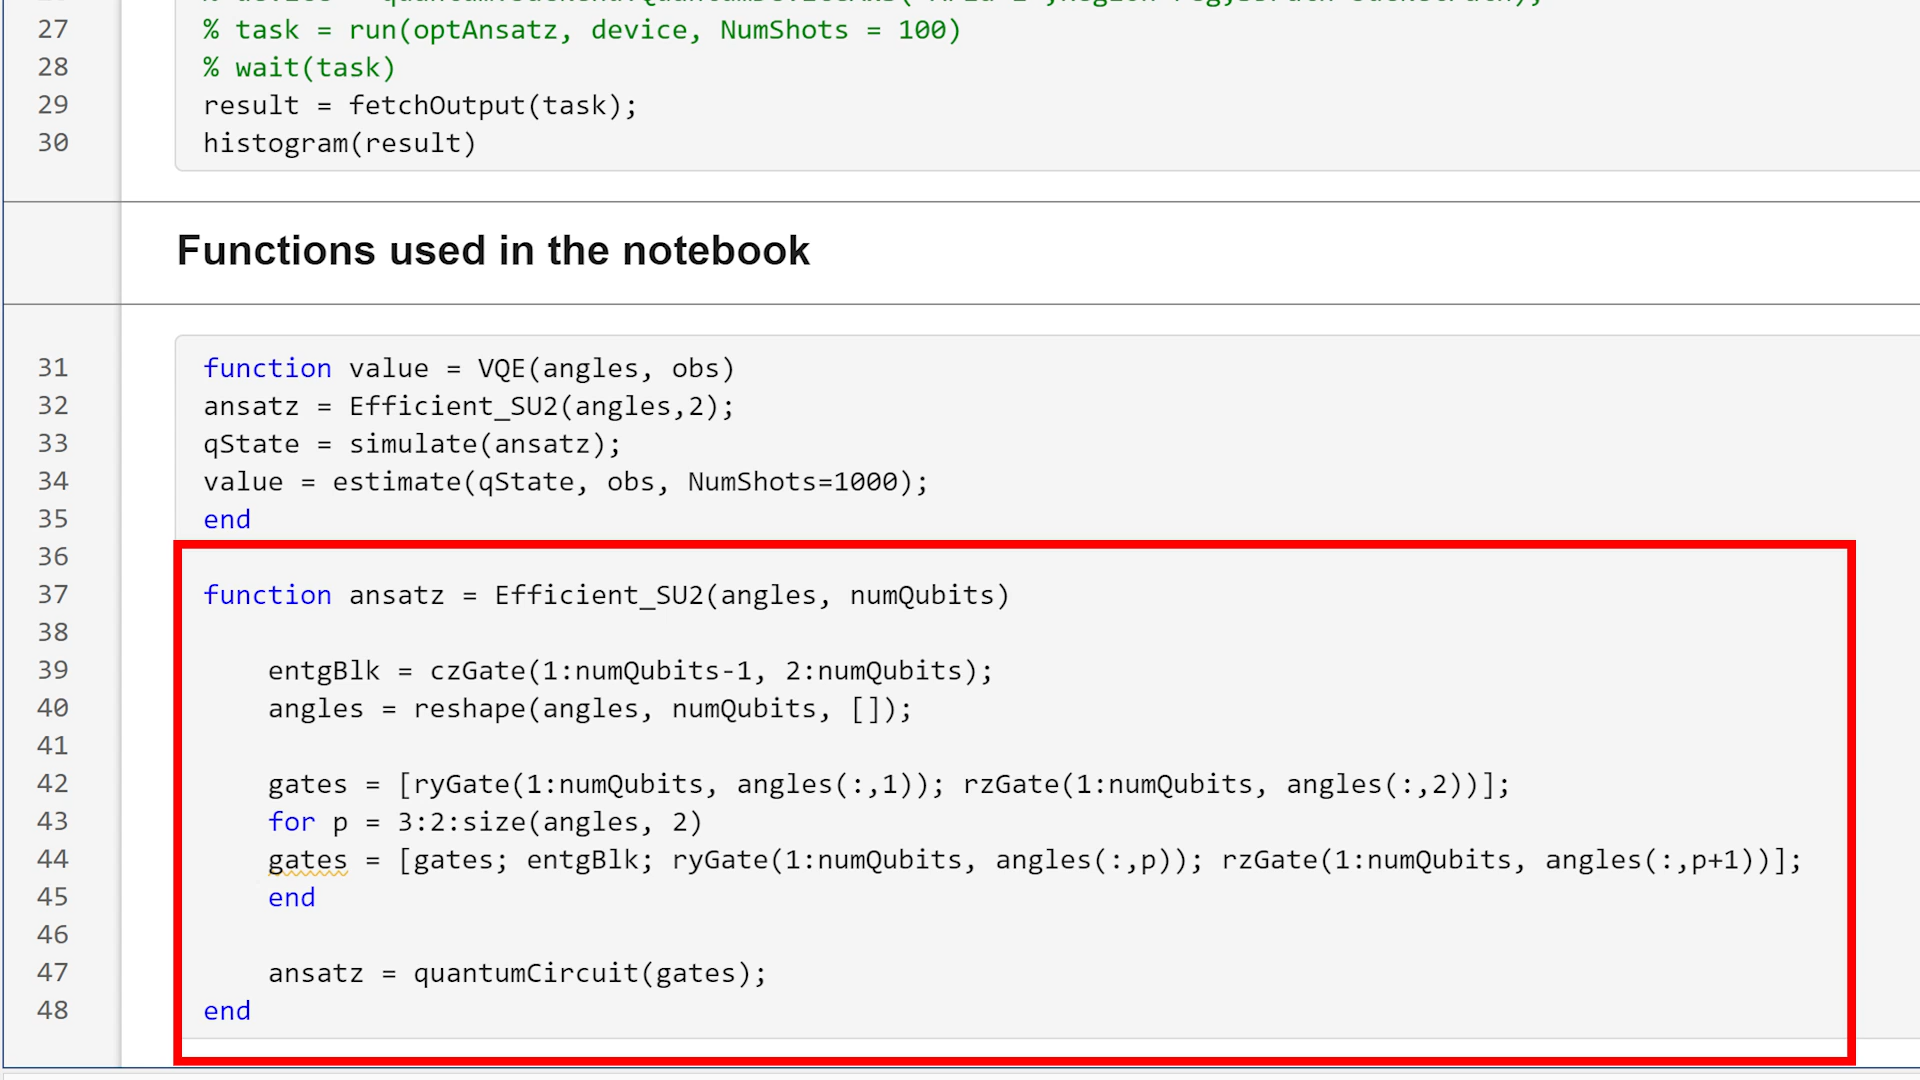 27 % task = run(optAnsatz, device, NumShots = 100)
28 % wait(task)
29 result = fetchOutput(task);
30 histogram(result)
Functions used in the notebook
31 function value = VQE(angles, obs)
32 ansatz = Efficient_SU2(angles,2);
33 qState = simulate(ansatz);
34 value = estimate(qState, obs, NumShots=1000);
35 end
36
37 function ansatz = Efficient_SU2(angles, numQubits)
38
39 entgBlk = czGate(1:numQubits-1, 2:numQubits);
40 angles = reshape(angles, numQubits, []);
41
42 gates = [ryGate(1:numQubits, angles(:,1)); rzGate(1:numQubits, angles(:,2))];
43 for p = 3:2:size(angles, 2)
44 gates = [gates; entgBlk; ryGate(1:numQubits, angles(:,p)); rzGate(1:numQubits, angles(:,p+1))];
45 end
46
47 ansatz = quantumCircuit(gates);
48 end